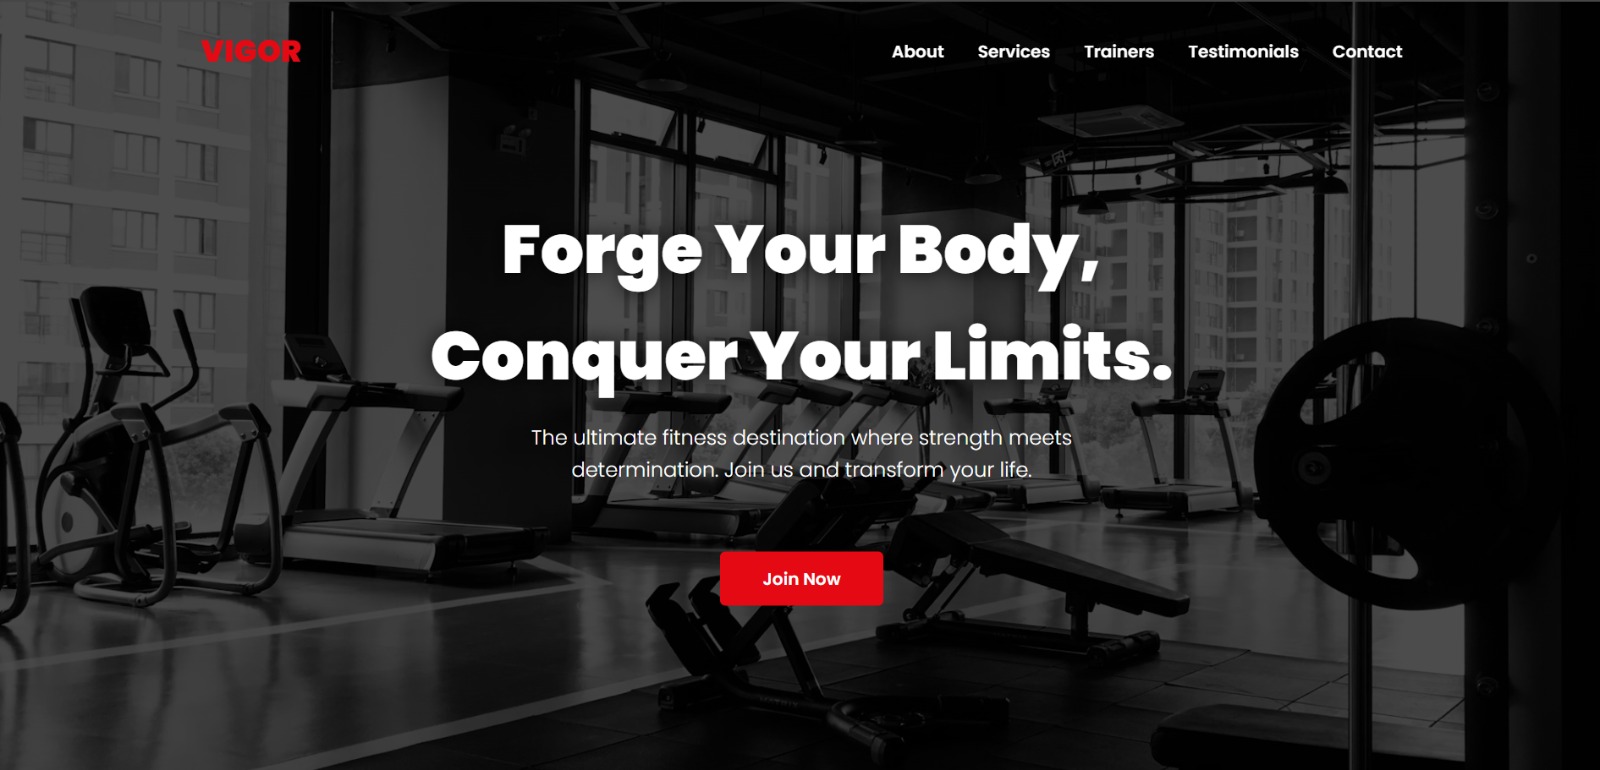 VIGOR
About Services Trainers Testimonials Contact
Forge Your Body,
Conquer Your Limits.
The ultimate fitness destination where strength meets
determination. Join us and transform your life.
Join Now